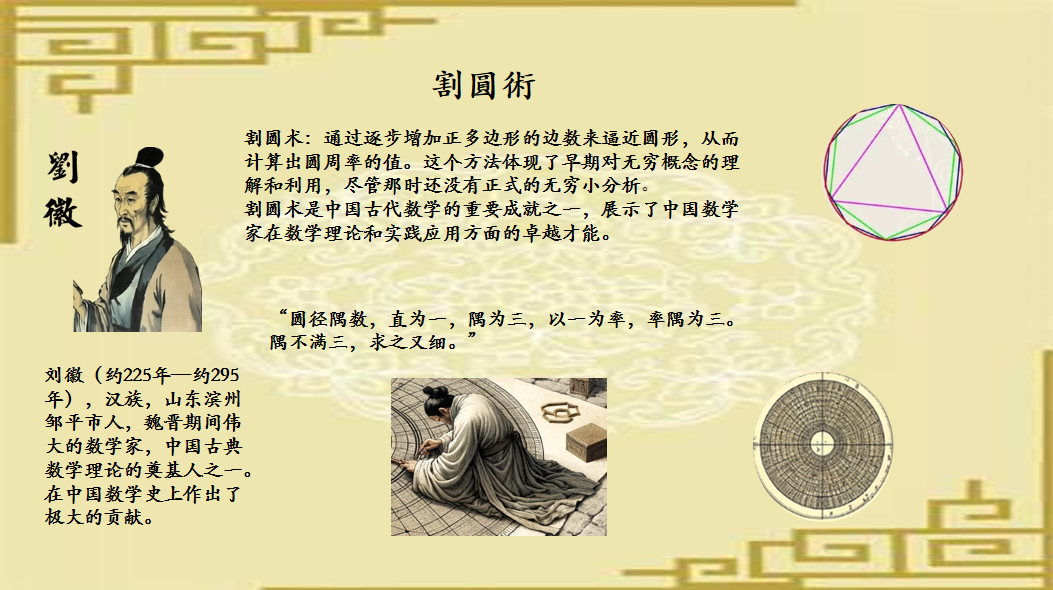 割圓術
劉
徽
割圆术：通过逐步增加正多边形的边数来逼近圆形，从而
计算出圆周率的值。这个方法体现了早期对无穷概念的理
解和利用，尽管那时还没有正式的无穷小分析。
割圆术是中国古代数学的重要成就之一，展示了中国数学
家在数学理论和实践应用方面的卓越才能。
“圆径隅数，直为一，隅为三，以一为率，率隅为三。
隅不满三，求之又细。”
刘徽（约225年—约295
年），汉族，山东滨州
邹平市人，魏晋期间伟
大的数学家，中国古典
数学理论的奠基人之一。
在中国数学史上作出了
极大的贡献。